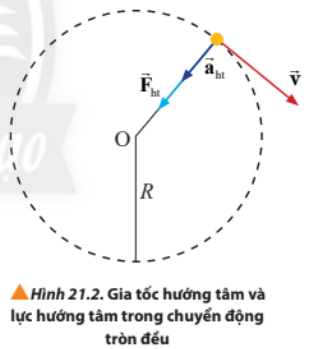 a⃗ht
v⃗
F⃗ht
O
R
Hình 21.2. Gia tốc hướng tâm và
lực hướng tâm trong chuyển động
tròn đều